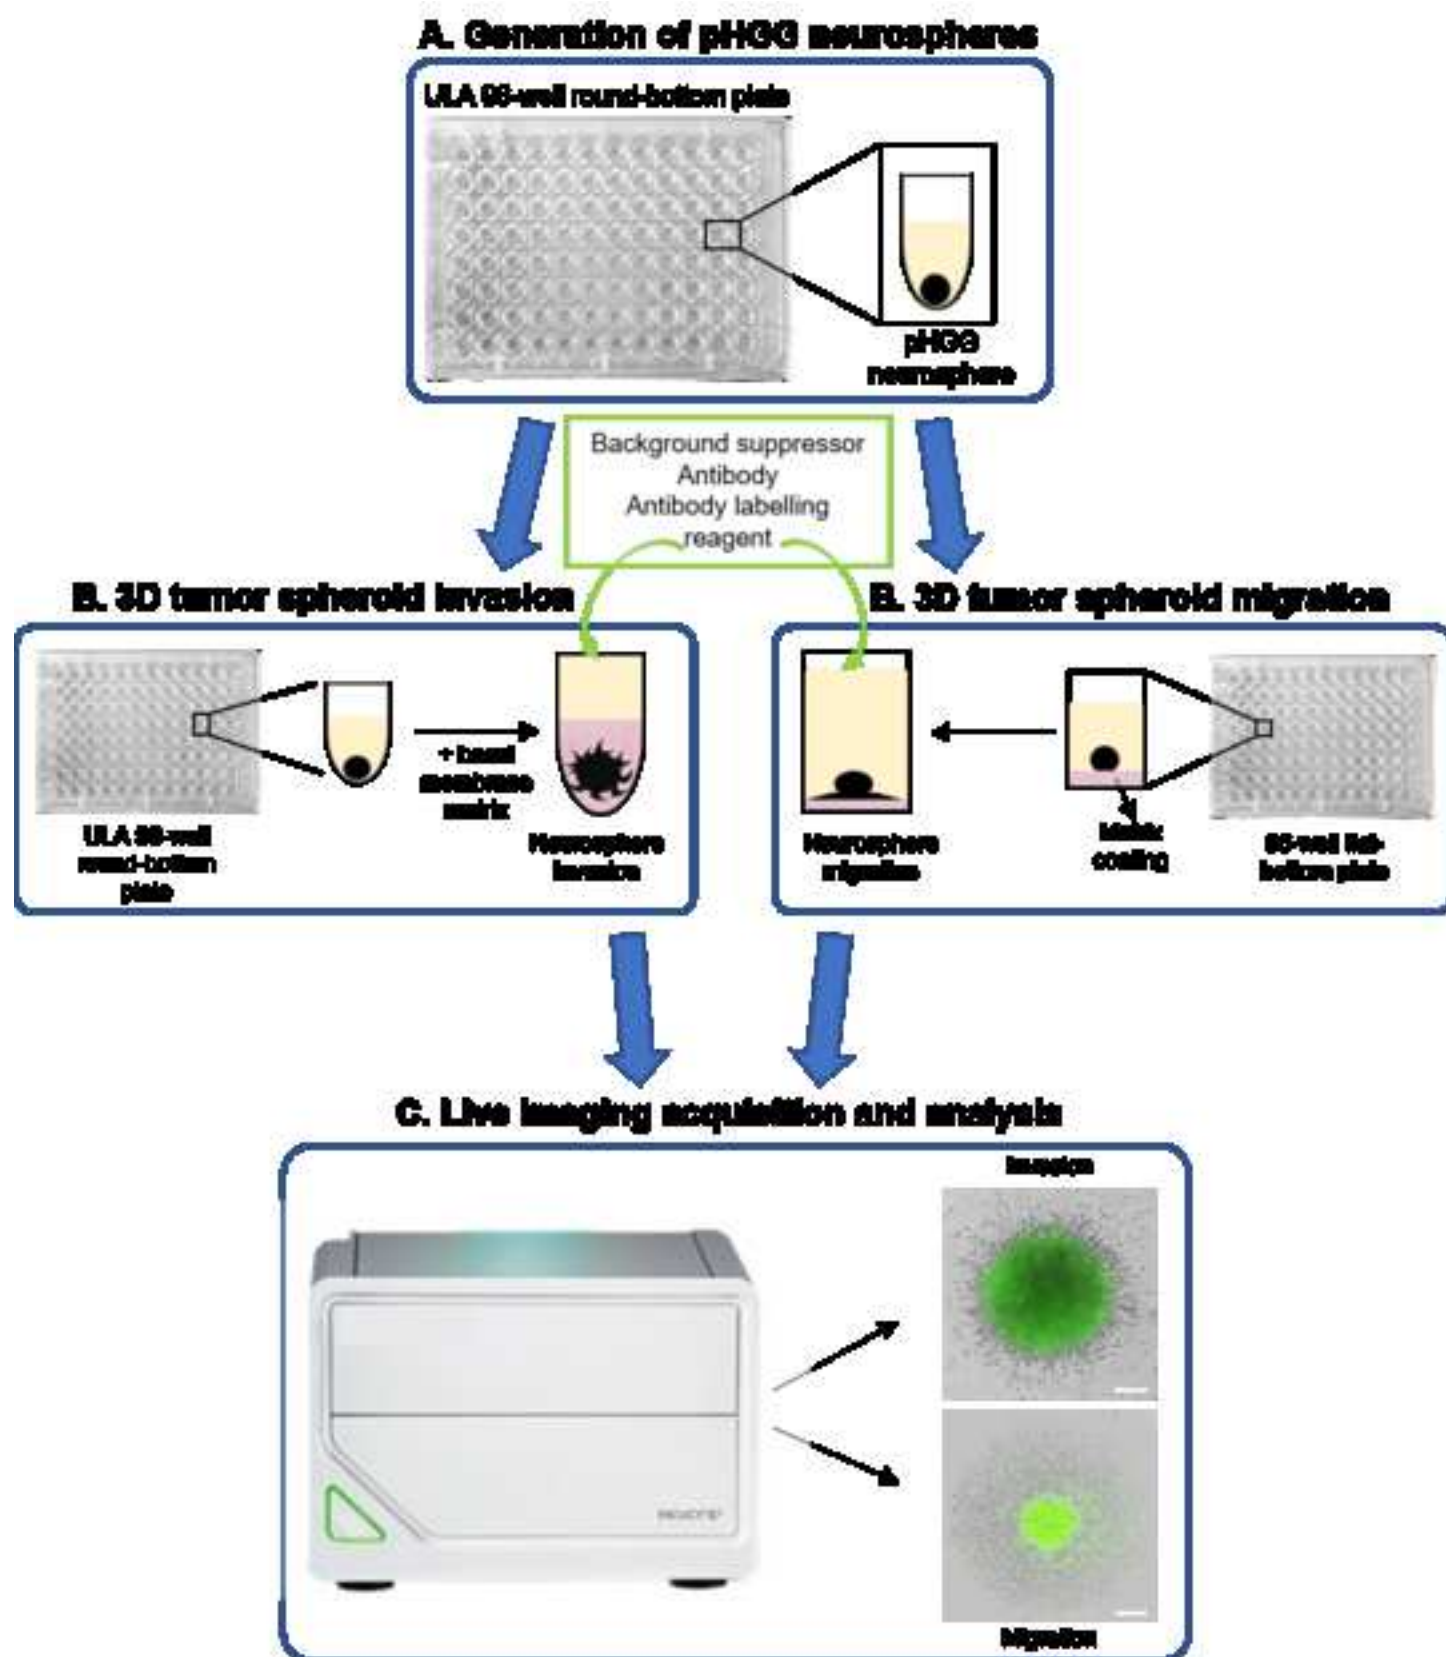 A. Generation of pHGG neurospheres
ULA 96-well round-bottom plate
pHGG
neurosphere
Background suppressor
Antibody
Antibody labelling
reagent
B. 3D tumor spheroid invasion
B. 3D tumor spheroid migration
+ basal
membrane
matrix
ULA 96-well
round-bottom
plate
Neurosphere
invasion
Neurosphere
migration
Matrix
coating
96-well flat-
bottom plate
C. Live imaging acquisition and analysis
Invasion
Migration